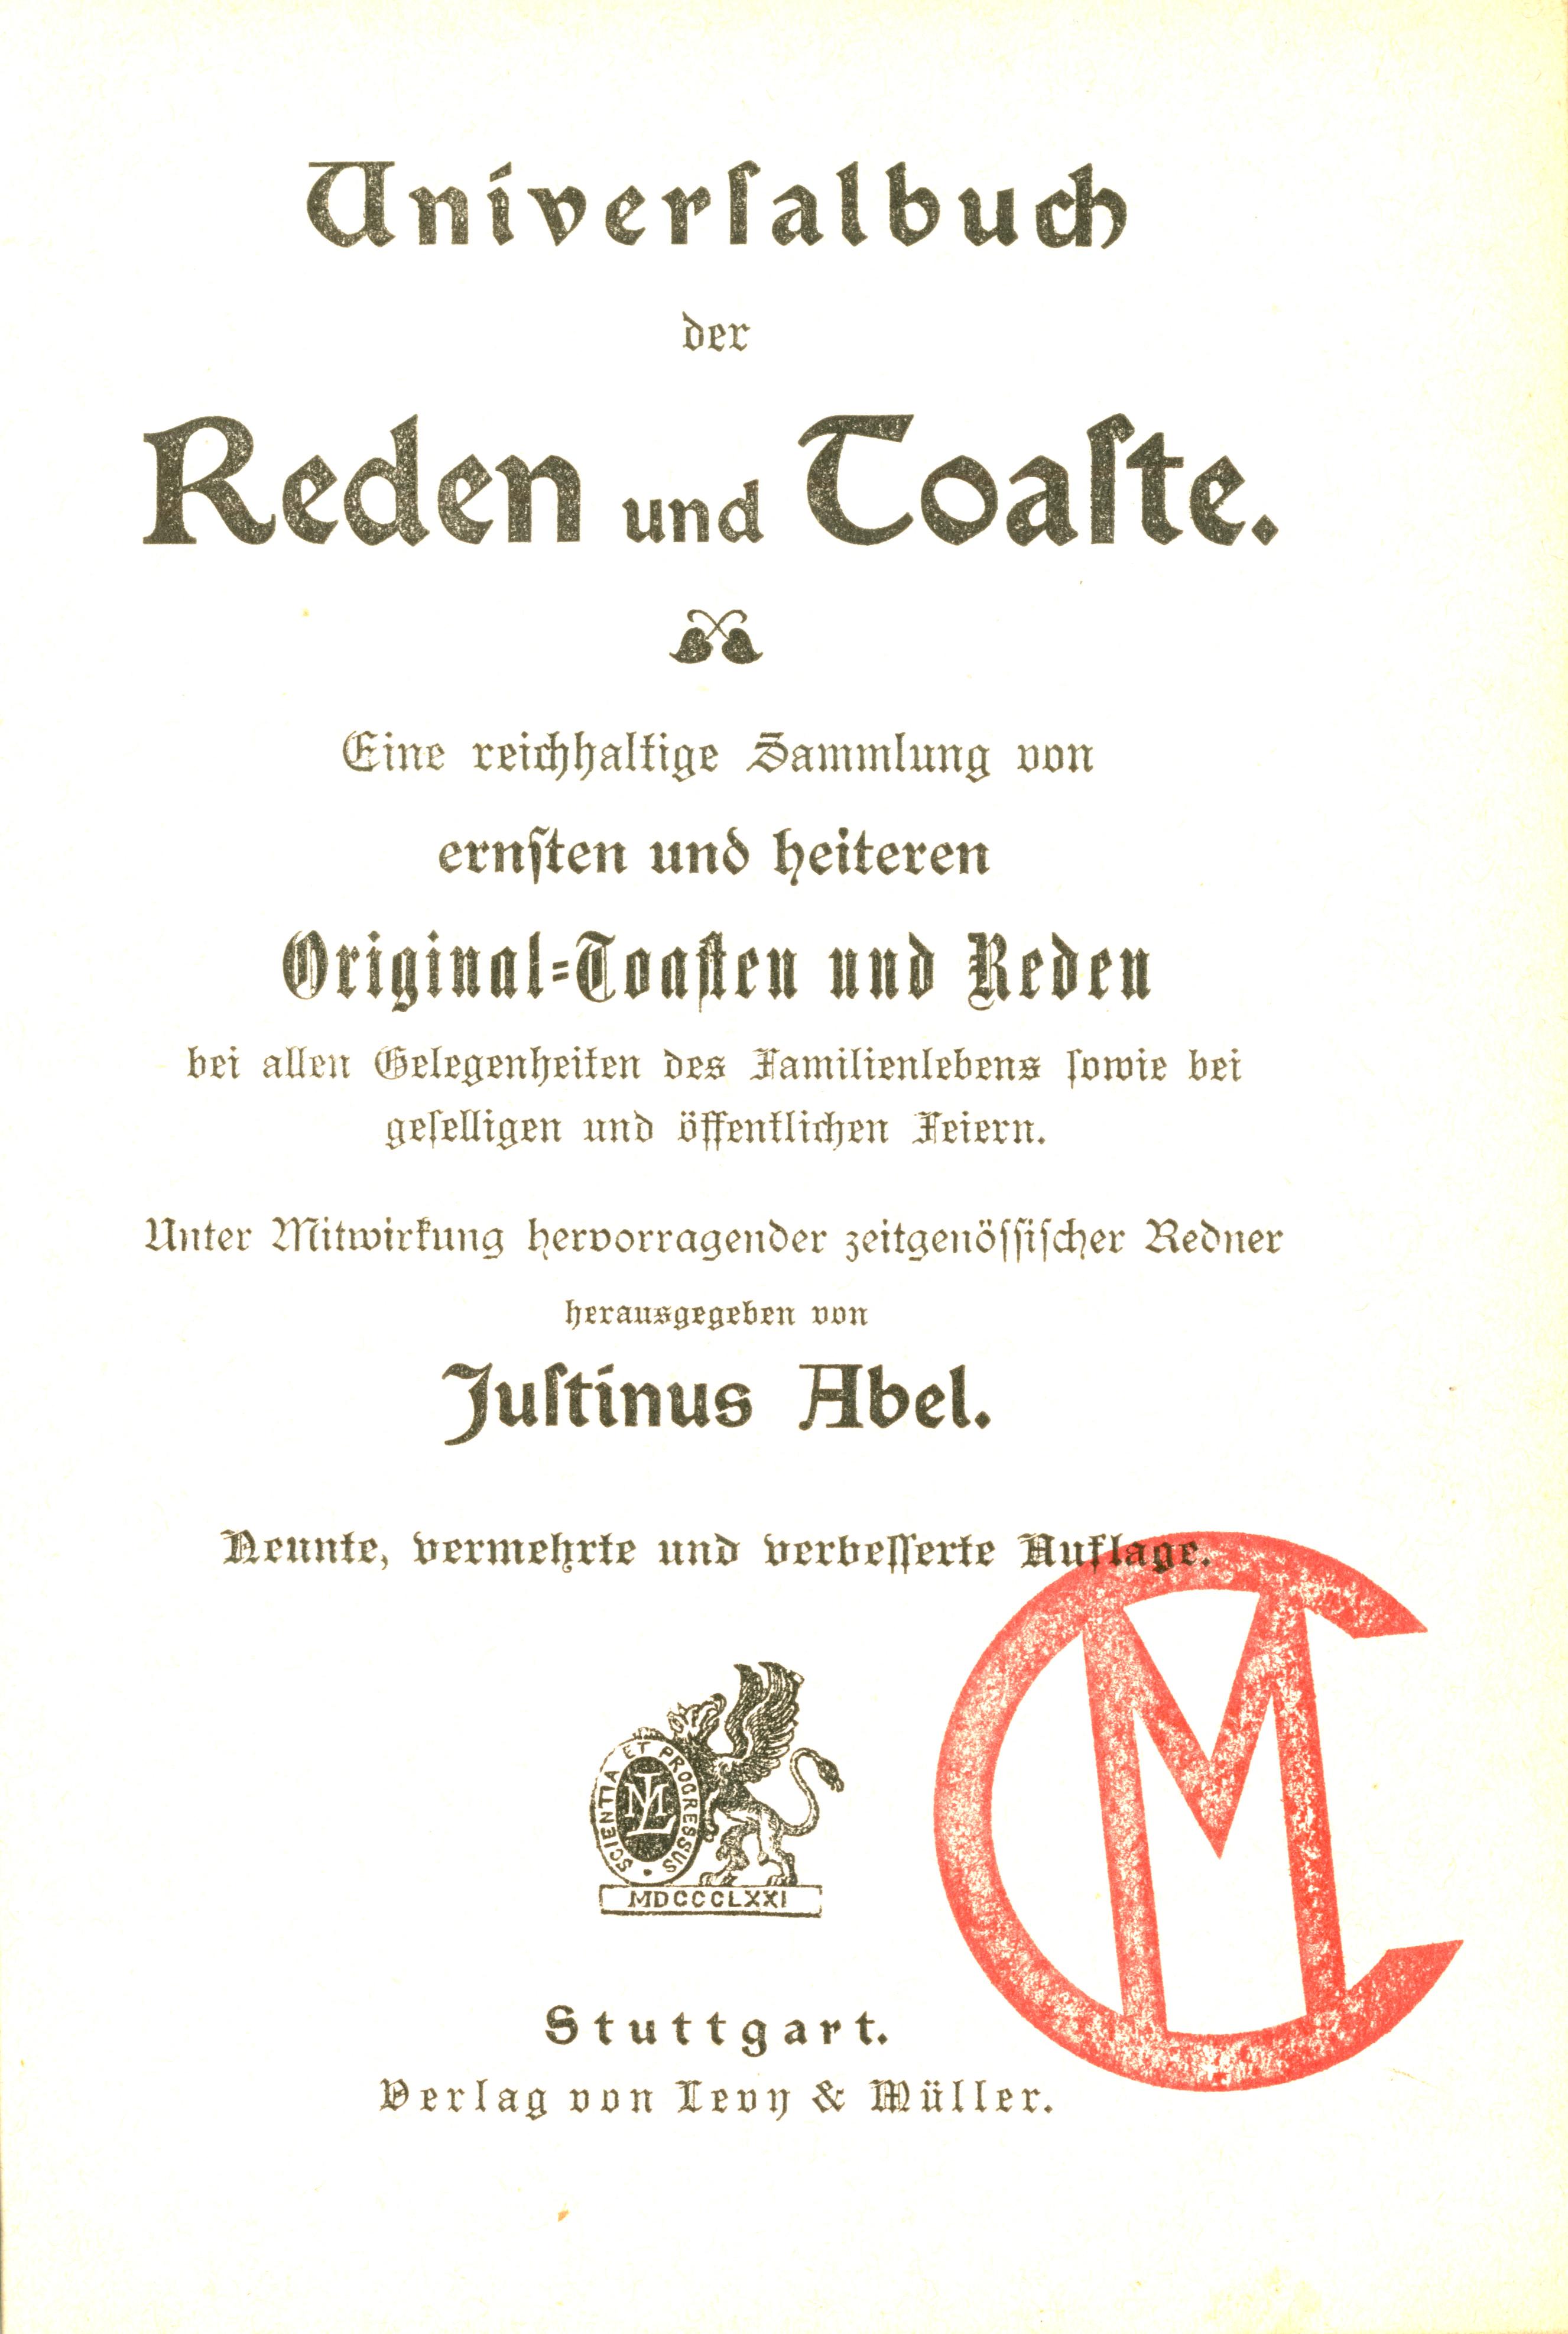 Universalbuch
der
Reden und Toaste.
Eine reichhaltige Sammlung von
ernsten und heiteren
Original-Toasten und Reden
bei allen Gelegenheiten des Familienlebens sowie bei
geselligen und öffentlichen Feiern.
Unter Mitwirkung hervorragender zeitgenössischer Redner
herausgegeben von
Justinus Abel.
Neunte, vermehrte und verbesserte Auflage.
SCIENTIA ET PROGRESSUS
LM
MDCCCLXXI
CM
Stuttgart.
Verlag von Levy & Müller.